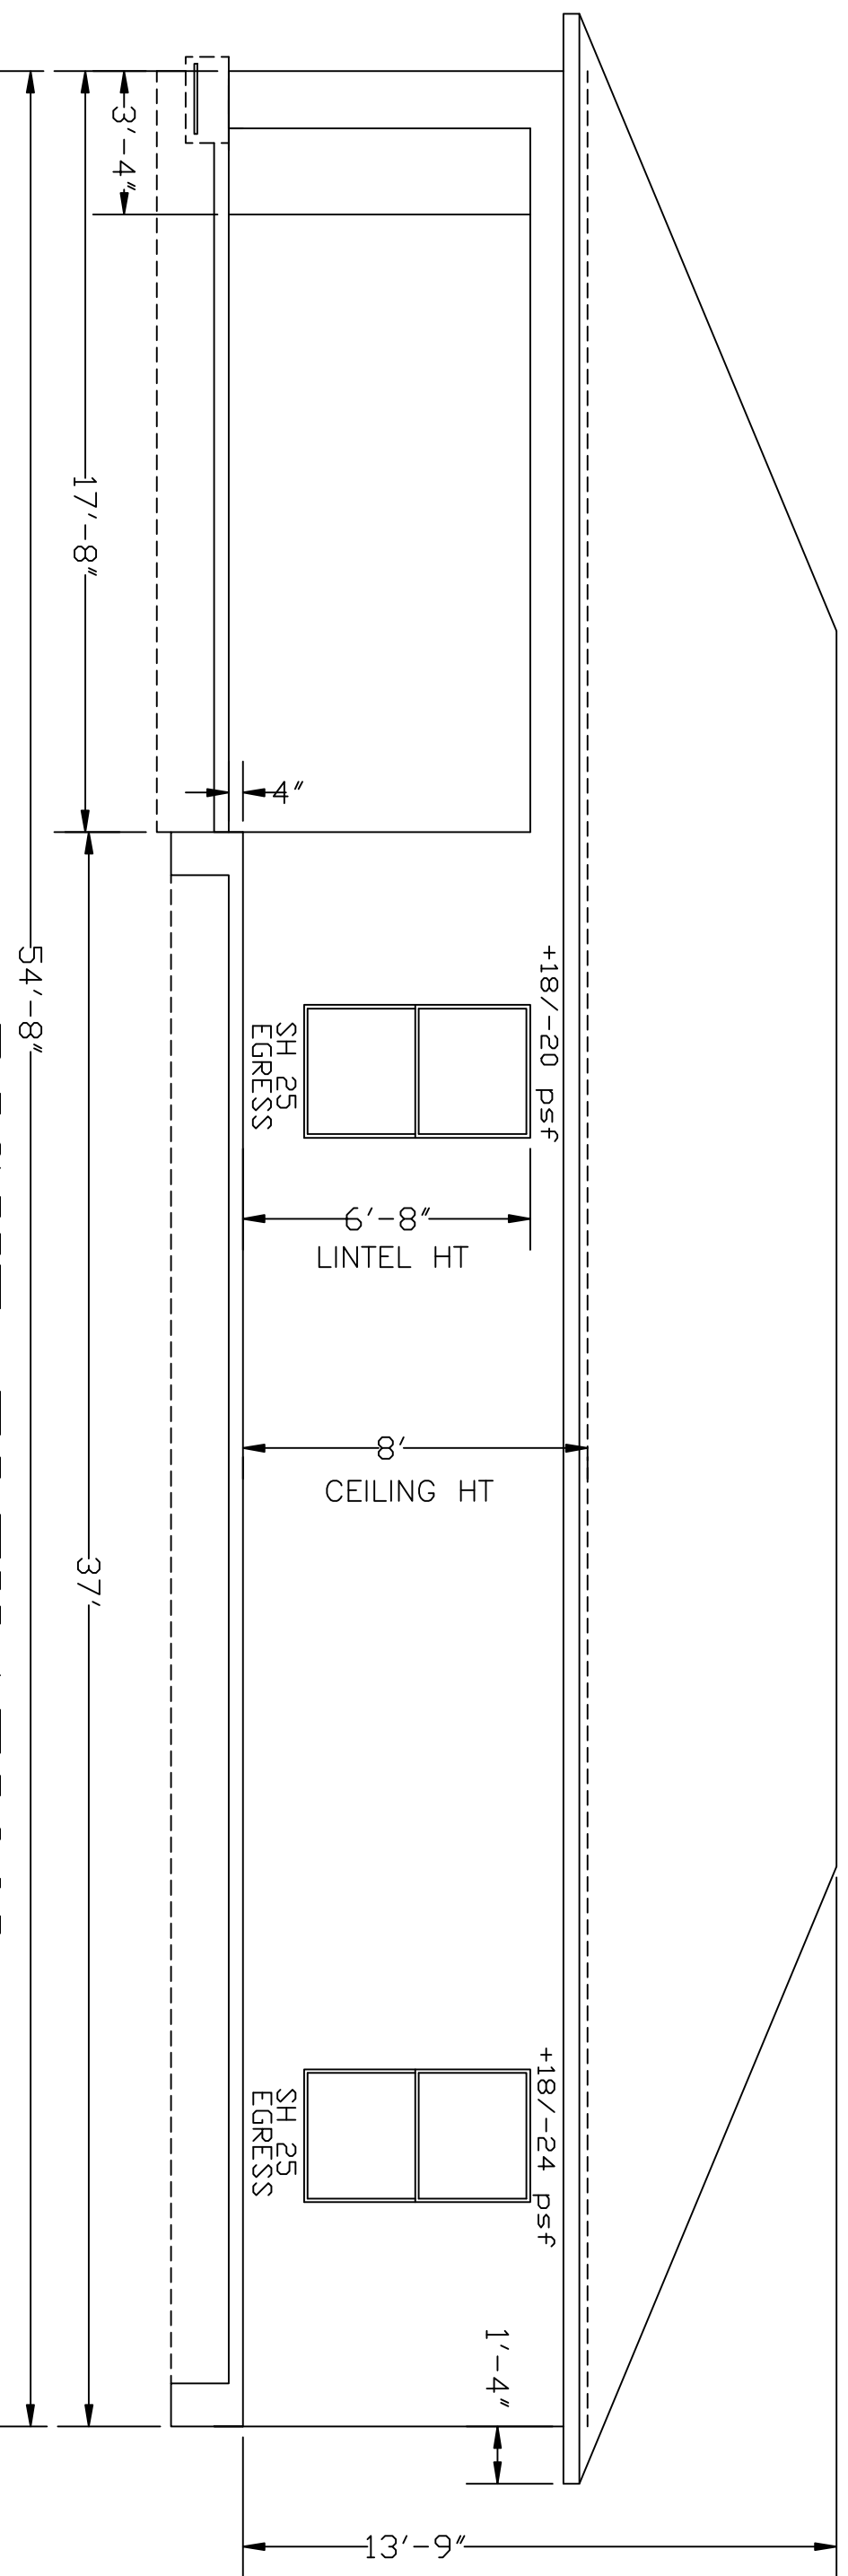 3'-4"
17'-8"
4"
54'-8"
37'
+18/-20 psf
SH 25
EGRESS
6'-8"
LINTEL HT
8'
CEILING HT
+18/-24 psf
SH 25
EGRESS
1'-4"
13'-9"